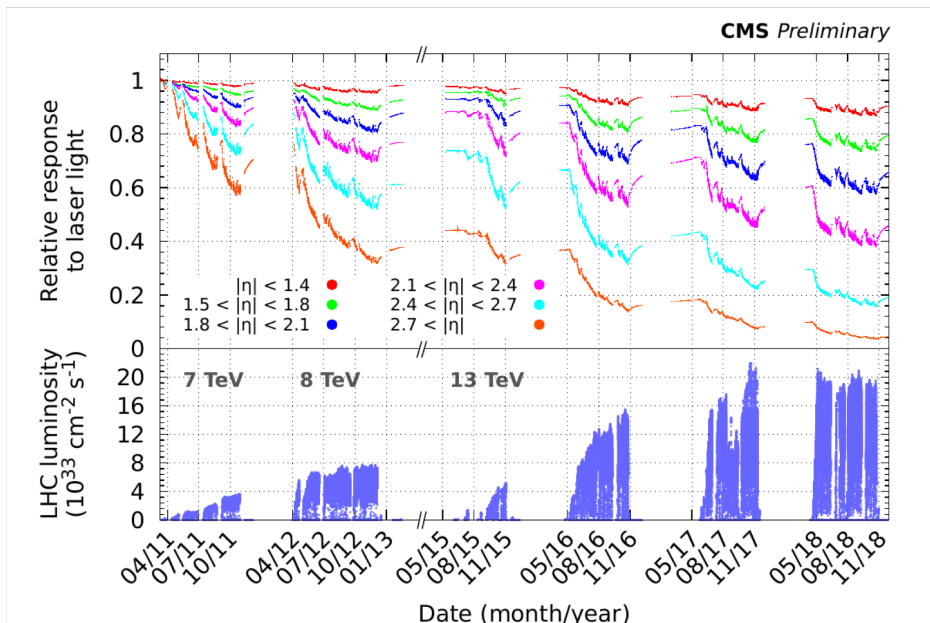 CMS Preliminary
Relative response
to laser light
1
0.8
0.6
0.4
0.2
0
|η| < 1.4
1.5 < |η| < 1.8
1.8 < |η| < 2.1
2.1 < |η| < 2.4
2.4 < |η| < 2.7
2.7 < |η|
//
//
LHC luminosity
(10³³ cm⁻² s⁻¹)
20
16
12
8
4
0
7 TeV
8 TeV
13 TeV
04/11
07/11
10/11
04/12
07/12
10/12
01/13
05/15
08/15
11/15
05/16
08/16
11/16
05/17
08/17
11/17
05/18
08/18
11/18
//
Date (month/year)